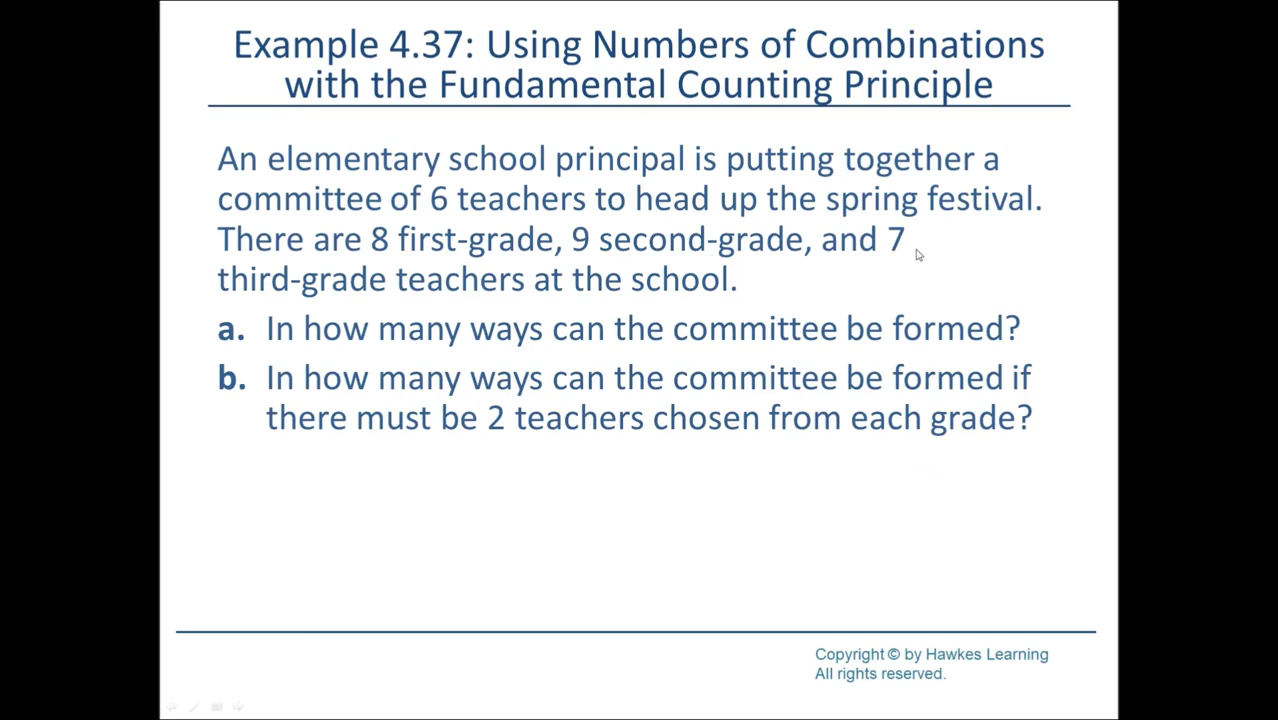 Example 4.37: Using Numbers of Combinations
with the Fundamental Counting Principle
An elementary school principal is putting together a
committee of 6 teachers to head up the spring festival.
There are 8 first-grade, 9 second-grade, and 7
third-grade teachers at the school.
a. In how many ways can the committee be formed?
b. In how many ways can the committee be formed if
there must be 2 teachers chosen from each grade?
Copyright © by Hawkes Learning
All rights reserved.